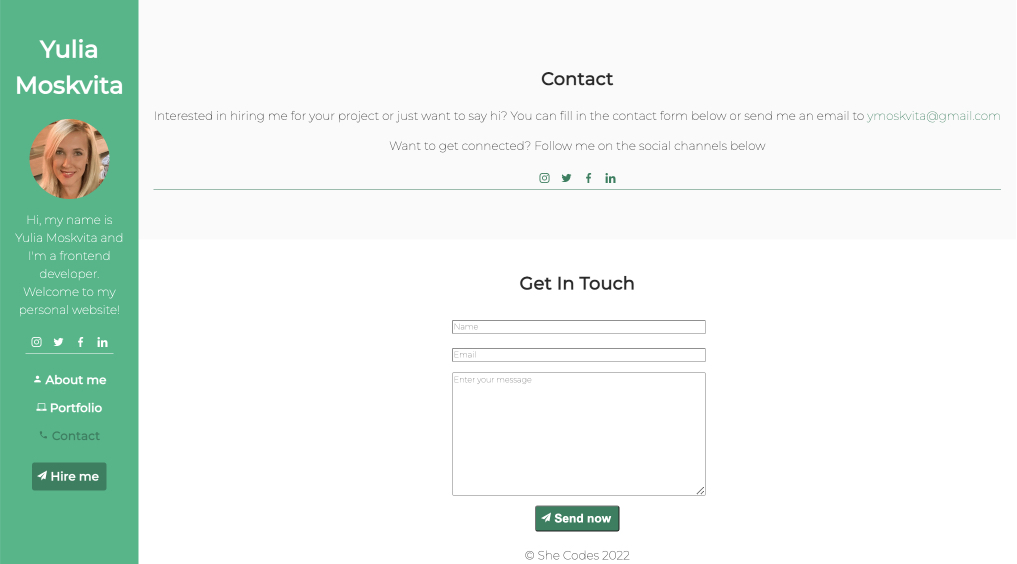 Yulia
Moskvita
Hi, my name is
Yulia Moskvita and
I'm a frontend
developer.
Welcome to my
personal website!
About me
Portfolio
Contact
Hire me
Contact
Interested in hiring me for your project or just want to say hi? You can fill in the contact form below or send me an email to ymoskvita@gmail.com
Want to get connected? Follow me on the social channels below
Get In Touch
Name
Email
Enter your message
Send now
© She Codes 2022